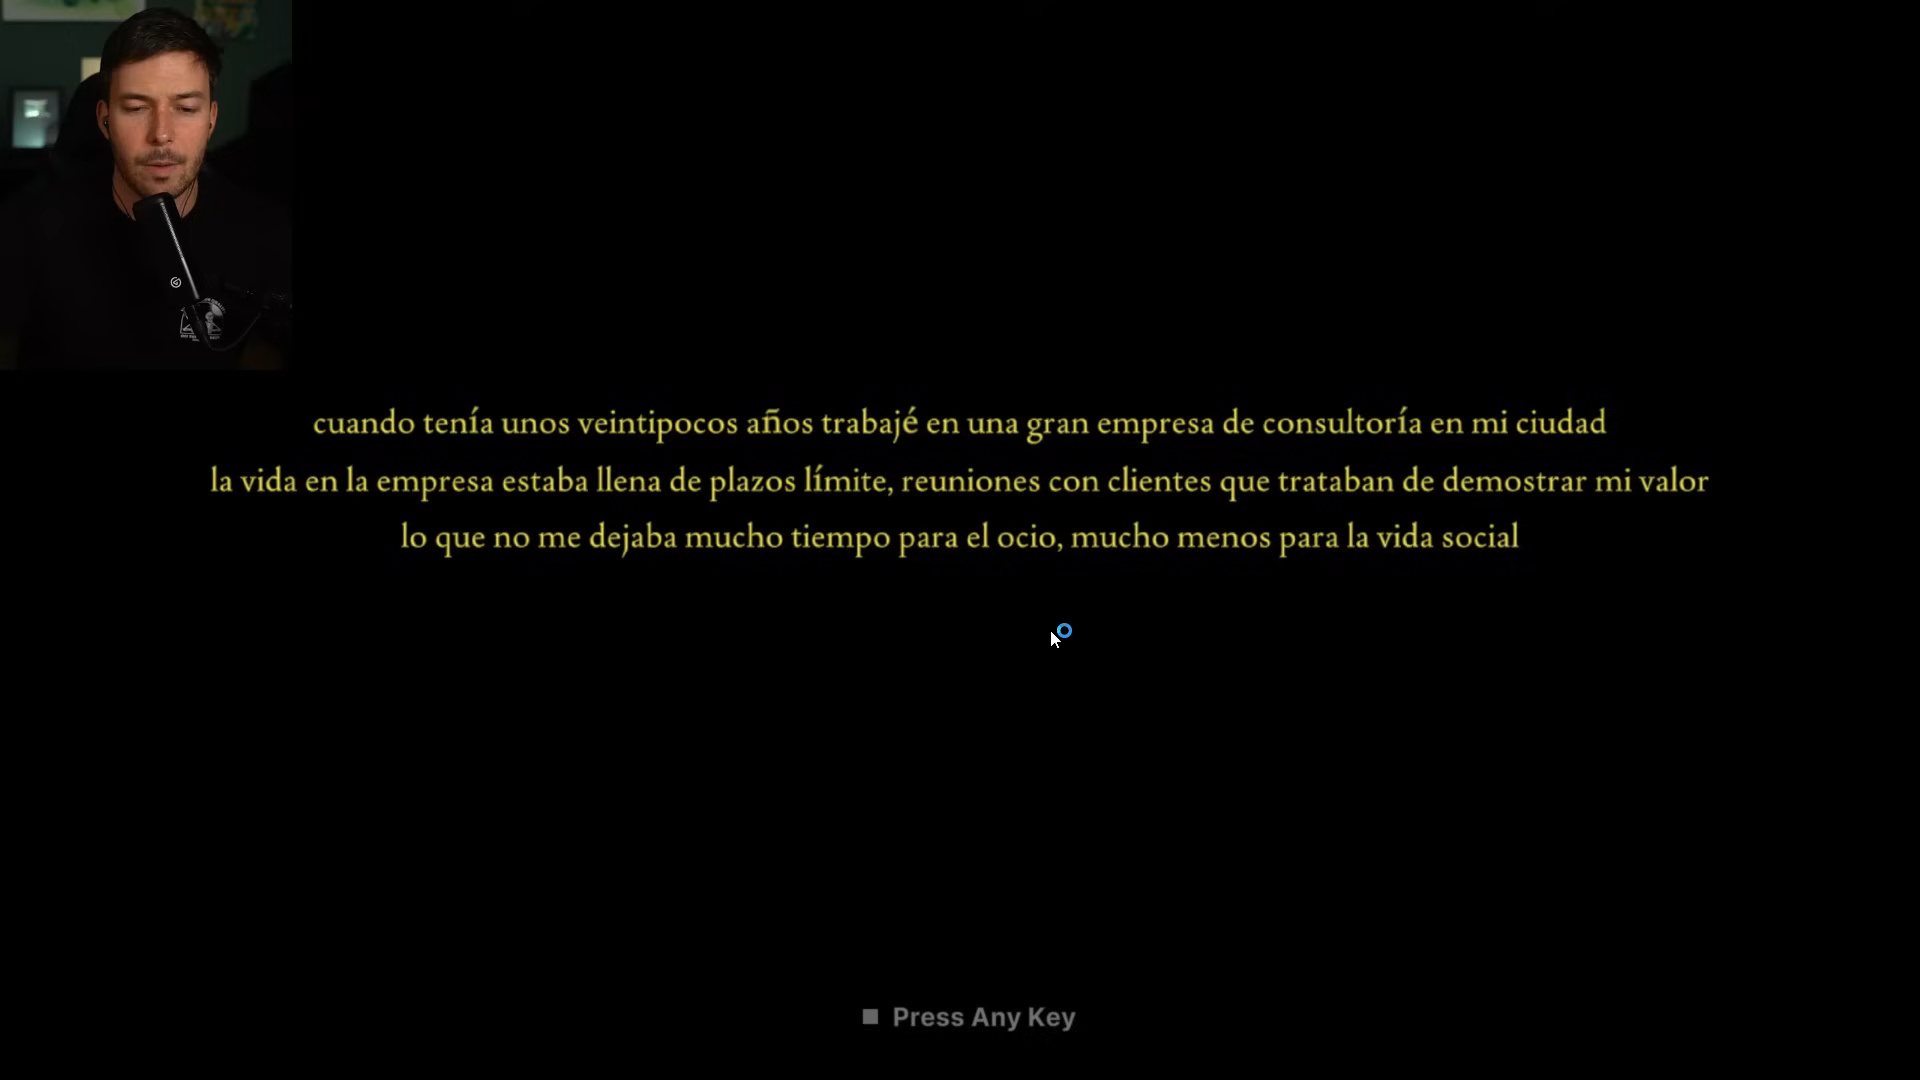 cuando tenía unos veintipocos años trabajé en una gran empresa de consultoría en mi ciudad
la vida en la empresa estaba llena de plazos límite, reuniones con clientes que trataban de demostrar mi valor
lo que no me dejaba mucho tiempo para el ocio, mucho menos para la vida social
Press Any Key